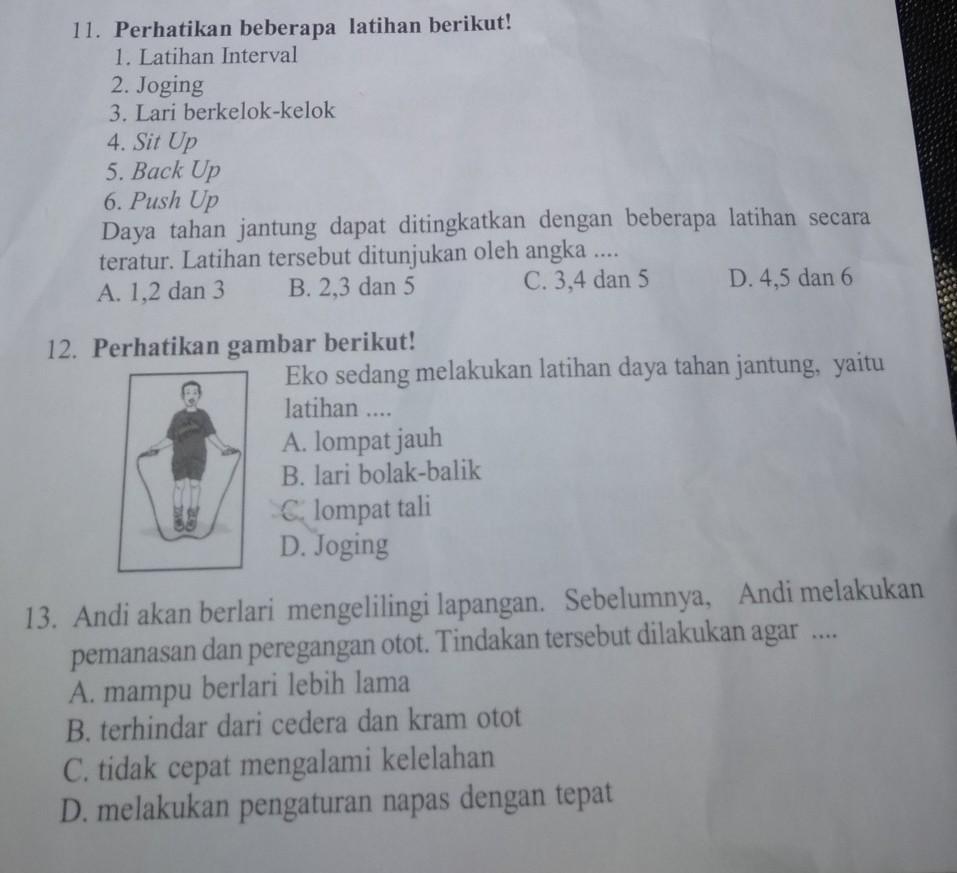 11. Perhatikan beberapa latihan berikut!
1. Latihan Interval
2. Joging
3. Lari berkelok-kelok
4. Sit Up
5. Back Up
6. Push Up
Daya tahan jantung dapat ditingkatkan dengan beberapa latihan secara
teratur. Latihan tersebut ditunjukan oleh angka ....
A. 1,2 dan 3 B. 2,3 dan 5 C. 3,4 dan 5 D. 4,5 dan 6
12. Perhatikan gambar berikut!
Eko sedang melakukan latihan daya tahan jantung, yaitu
latihan ....
A. lompat jauh
B. lari bolak-balik
C. lompat tali
D. Joging
13. Andi akan berlari mengelilingi lapangan. Sebelumnya, Andi melakukan
pemanasan dan peregangan otot. Tindakan tersebut dilakukan agar ....
A. mampu berlari lebih lama
B. terhindar dari cedera dan kram otot
C. tidak cepat mengalami kelelahan
D. melakukan pengaturan napas dengan tepat